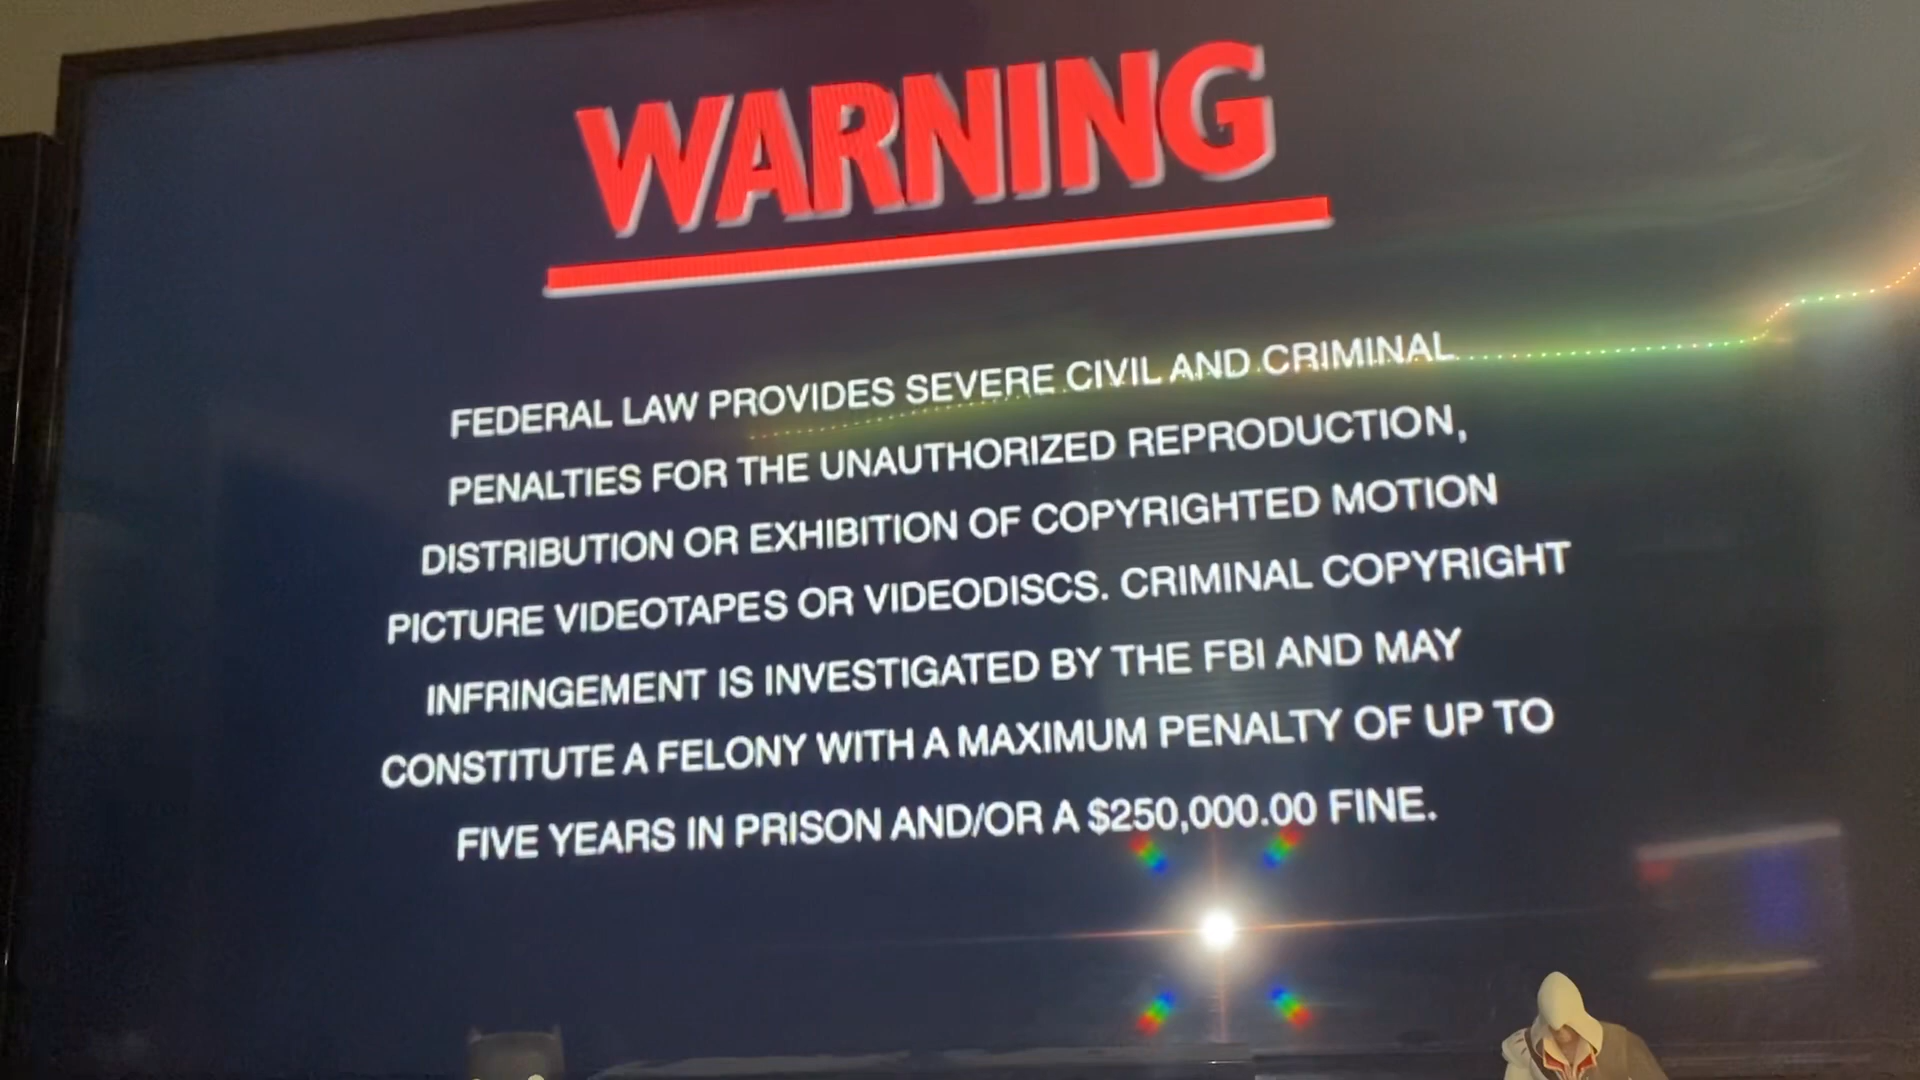 WARNING
FEDERAL LAW PROVIDES SEVERE CIVIL AND CRIMINAL
PENALTIES FOR THE UNAUTHORIZED REPRODUCTION,
DISTRIBUTION OR EXHIBITION OF COPYRIGHTED MOTION
PICTURE VIDEOTAPES OR VIDEODISCS. CRIMINAL COPYRIGHT
INFRINGEMENT IS INVESTIGATED BY THE FBI AND MAY
CONSTITUTE A FELONY WITH A MAXIMUM PENALTY OF UP TO
FIVE YEARS IN PRISON AND/OR A $250,000.00 FINE.